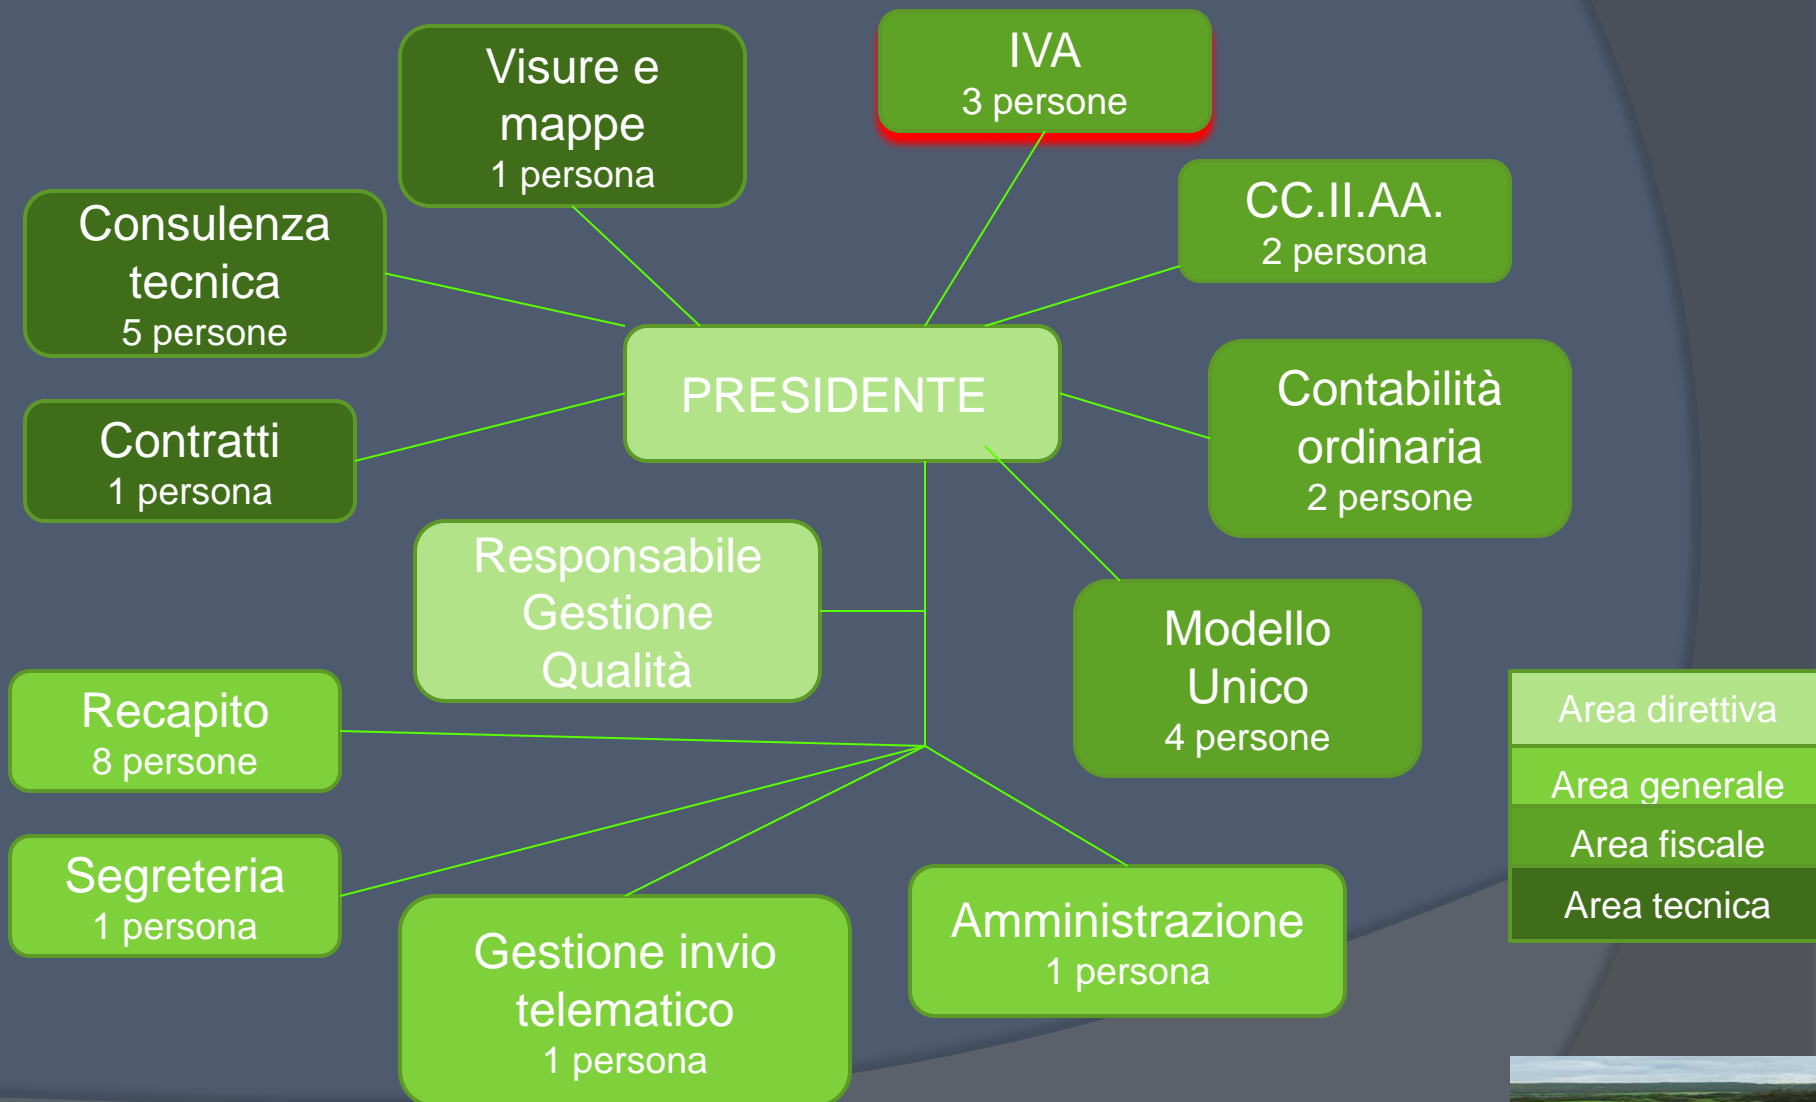 Visure e
mappe
1 persona
IVA
3 persone
CC.II.AA.
2 persona
Consulenza
tecnica
5 persone
PRESIDENTE
Contabilità
ordinaria
2 persone
Contratti
1 persona
Responsabile
Gestione
Qualità
Modello
Unico
4 persone
Recapito
8 persone
Segreteria
1 persona
Gestione invio
telematico
1 persona
Amministrazione
1 persona
Area direttiva
Area generale
Area fiscale
Area tecnica